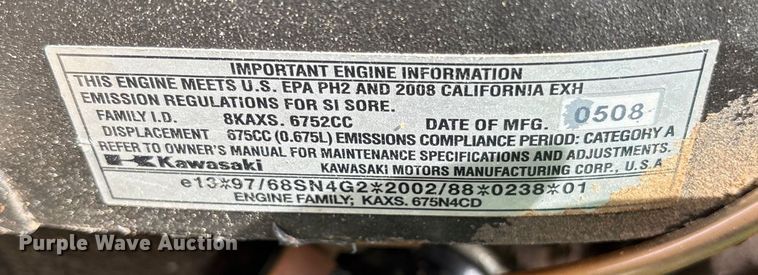 IMPORTANT ENGINE INFORMATION
THIS ENGINE MEETS U.S. EPA PH2 AND 2008 CALIFORNIA EXH
EMISSION REGULATIONS FOR SI SORE.
FAMILY I.D. 8KAXS. 6752CC DATE OF MFG. 0508
DISPLACEMENT 675CC (0.675L) EMISSIONS COMPLIANCE PERIOD: CATEGORY A
REFER TO OWNER'S MANUAL FOR MAINTENANCE SPECIFICATIONS AND ADJUSTMENTS.
Kawasaki KAWASAKI MOTORS MANUFACTURING CORP., U.S.A
e13*97/68SN4G2*2002/88*0238*01
ENGINE FAMILY; KAXS. 675N4CD
Purple Wave Auction
purplewave.com